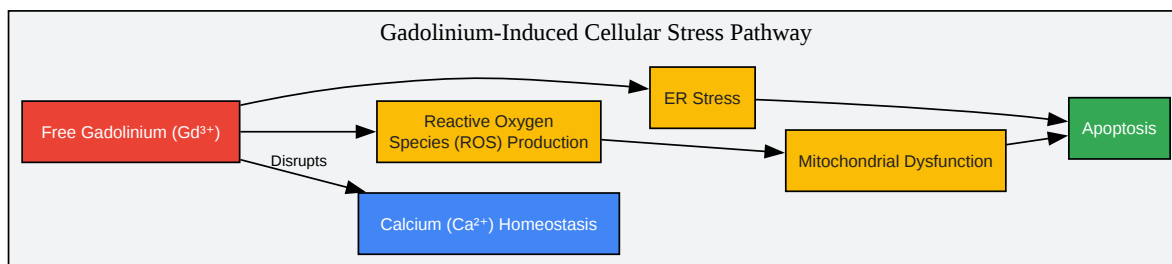 Gadolinium-Induced Cellular Stress Pathway
Free Gadolinium (Gd³⁺)
Disrupts
Reactive Oxygen
Species (ROS) Production
Calcium (Ca²⁺) Homeostasis
ER Stress
Mitochondrial Dysfunction
Apoptosis